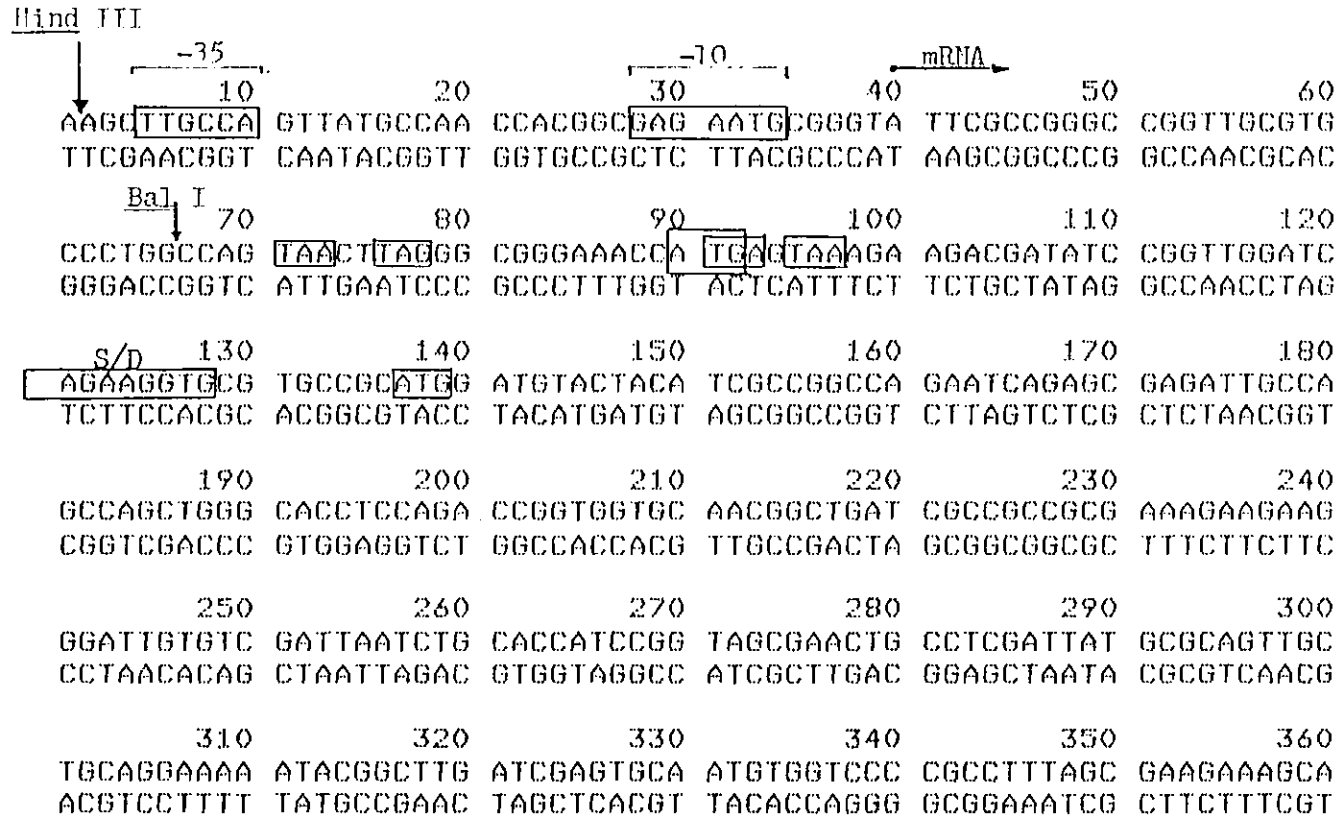 Hind III
-35 -10 mRNA
10 20 30 40 50 60
AAGCTTGCCA GTTATGCCAA CCACGGCGAG AATGCGGGTA TTCGCCGGGC CGGTTGCGTG
TTCGAACGGT CAATACGGTT GGTGCCGCTC TTACGCCCAT AAGCGGCCCG GCCAACGCAC
Bal I
70 80 90 100 110 120
CCCTGGCCAG TAACTTAGGG CGGGAAACCA TGAGTAAAGA AGACGATATC CGGTTGGATC
GGGACCGGTC ATTGAATCCC GCCCTTTGGT ACTCATTTCT TCTGCTATAG GCCAACCTAG
S/D 130 140 150 160 170 180
AGAAGGTGCG TGCCGCATGG ATGTACTACA TCGCCGGCCA GAATCAGAGC GAGATTGCCA
TCTTCCACGC ACGGCGTACC TACATGATGT AGCGGCCGGT CTTAGTCTCG CTCTAACGGT
190 200 210 220 230 240
GCCAGCTGGG CACCTCCAGA CCGGTGGTGC AACGGCTGAT CGCCGCCGCG AAAGAAGAAG
CGGTCGACCC GTGGAGGTCT GGCCACCACG TTGCCGACTA GCGGCGGCGC TTTCTTCTTC
250 260 270 280 290 300
GGATTGTGTC GATTAATCTG CACCATCCGG TAGCGAACTG CCTCGATTAT GCGCAGTTGC
CCTAACACAG CTAATTAGAC GTGGTAGGCC ATCGCTTGAC GGAGCTAATA CGCGTCAACG
310 320 330 340 350 360
TGCAGGAAAA ATACGGCTTG ATCGAGTGCA ATGTGGTCCC CGCCTTTAGC GAAGAAAGCA
ACGTCCTTTT TATGCCGAAC TAGCTCACGT TACACCAGGG GCGGAAATCG CTTCTTTCGT